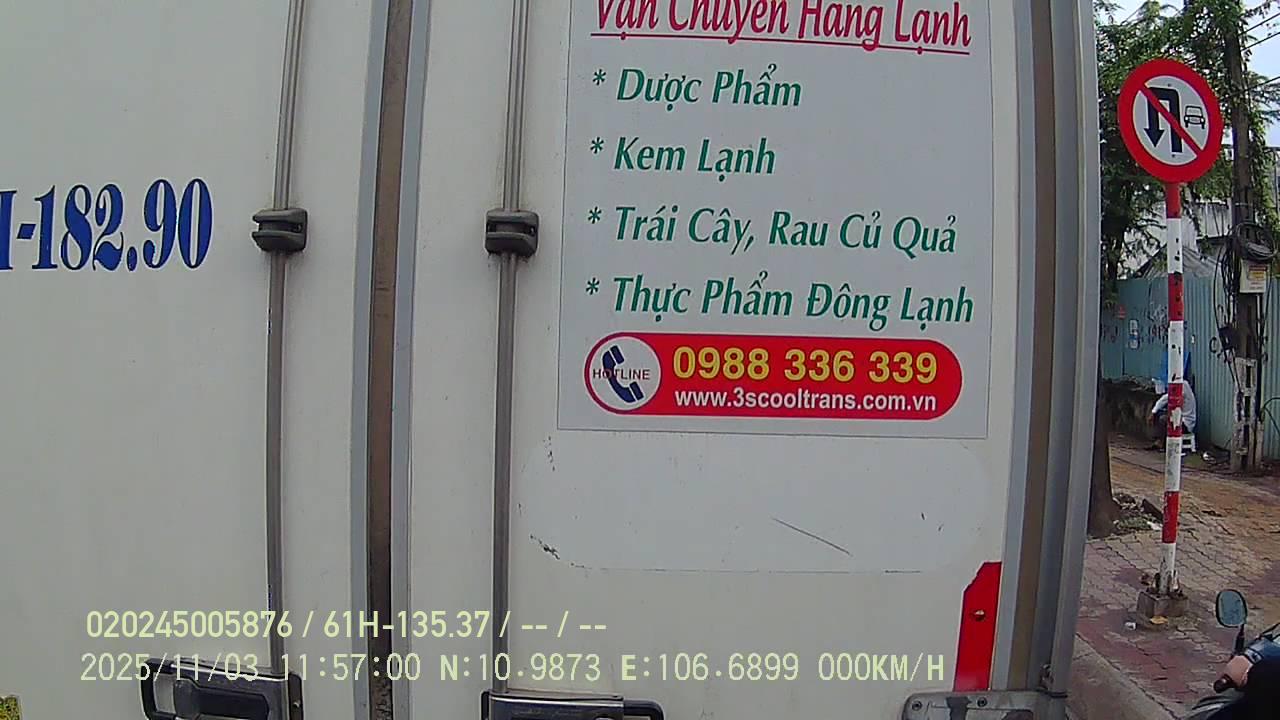 Vận Chuyển Hàng Lạnh
* Dược Phẩm
* Kem Lạnh
* Trái Cây, Rau Củ Quả
* Thực Phẩm Đông Lạnh
HOTLINE
0988 336 339
www.3scooltrans.com.vn
-182.90
020245005876 / 61H-135.37 / -- / --
2025/11/03 11:57:00 N:10.9873 E:106.6899 000KM/H